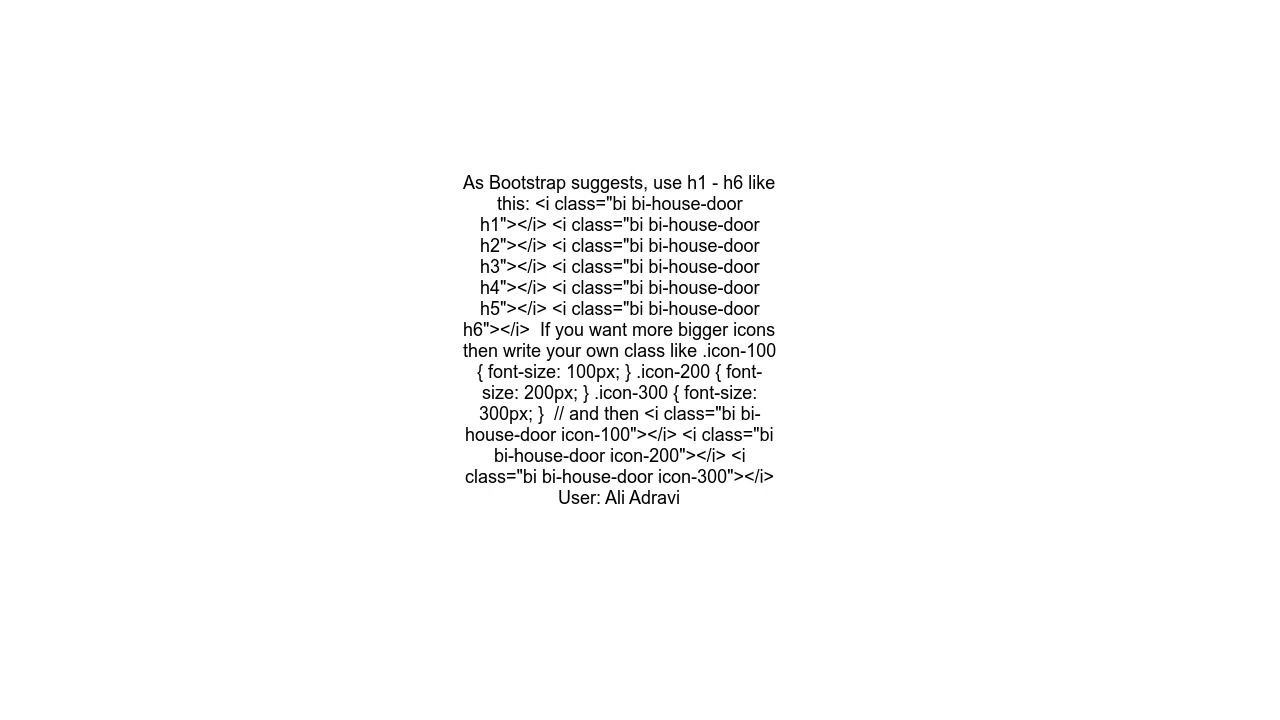 As Bootstrap suggests, use h1 - h6 like
this: <i class="bi bi-house-door
h1"></i> <i class="bi bi-house-door
h2"></i> <i class="bi bi-house-door
h3"></i> <i class="bi bi-house-door
h4"></i> <i class="bi bi-house-door
h5"></i> <i class="bi bi-house-door
h6"></i>  If you want more bigger icons
then write your own class like .icon-100
{ font-size: 100px; } .icon-200 { font-
size: 200px; } .icon-300 { font-size:
300px; }  // and then <i class="bi bi-
house-door icon-100"></i> <i class="bi
bi-house-door icon-200"></i> <i
class="bi bi-house-door icon-300"></i>
User: Ali Adravi